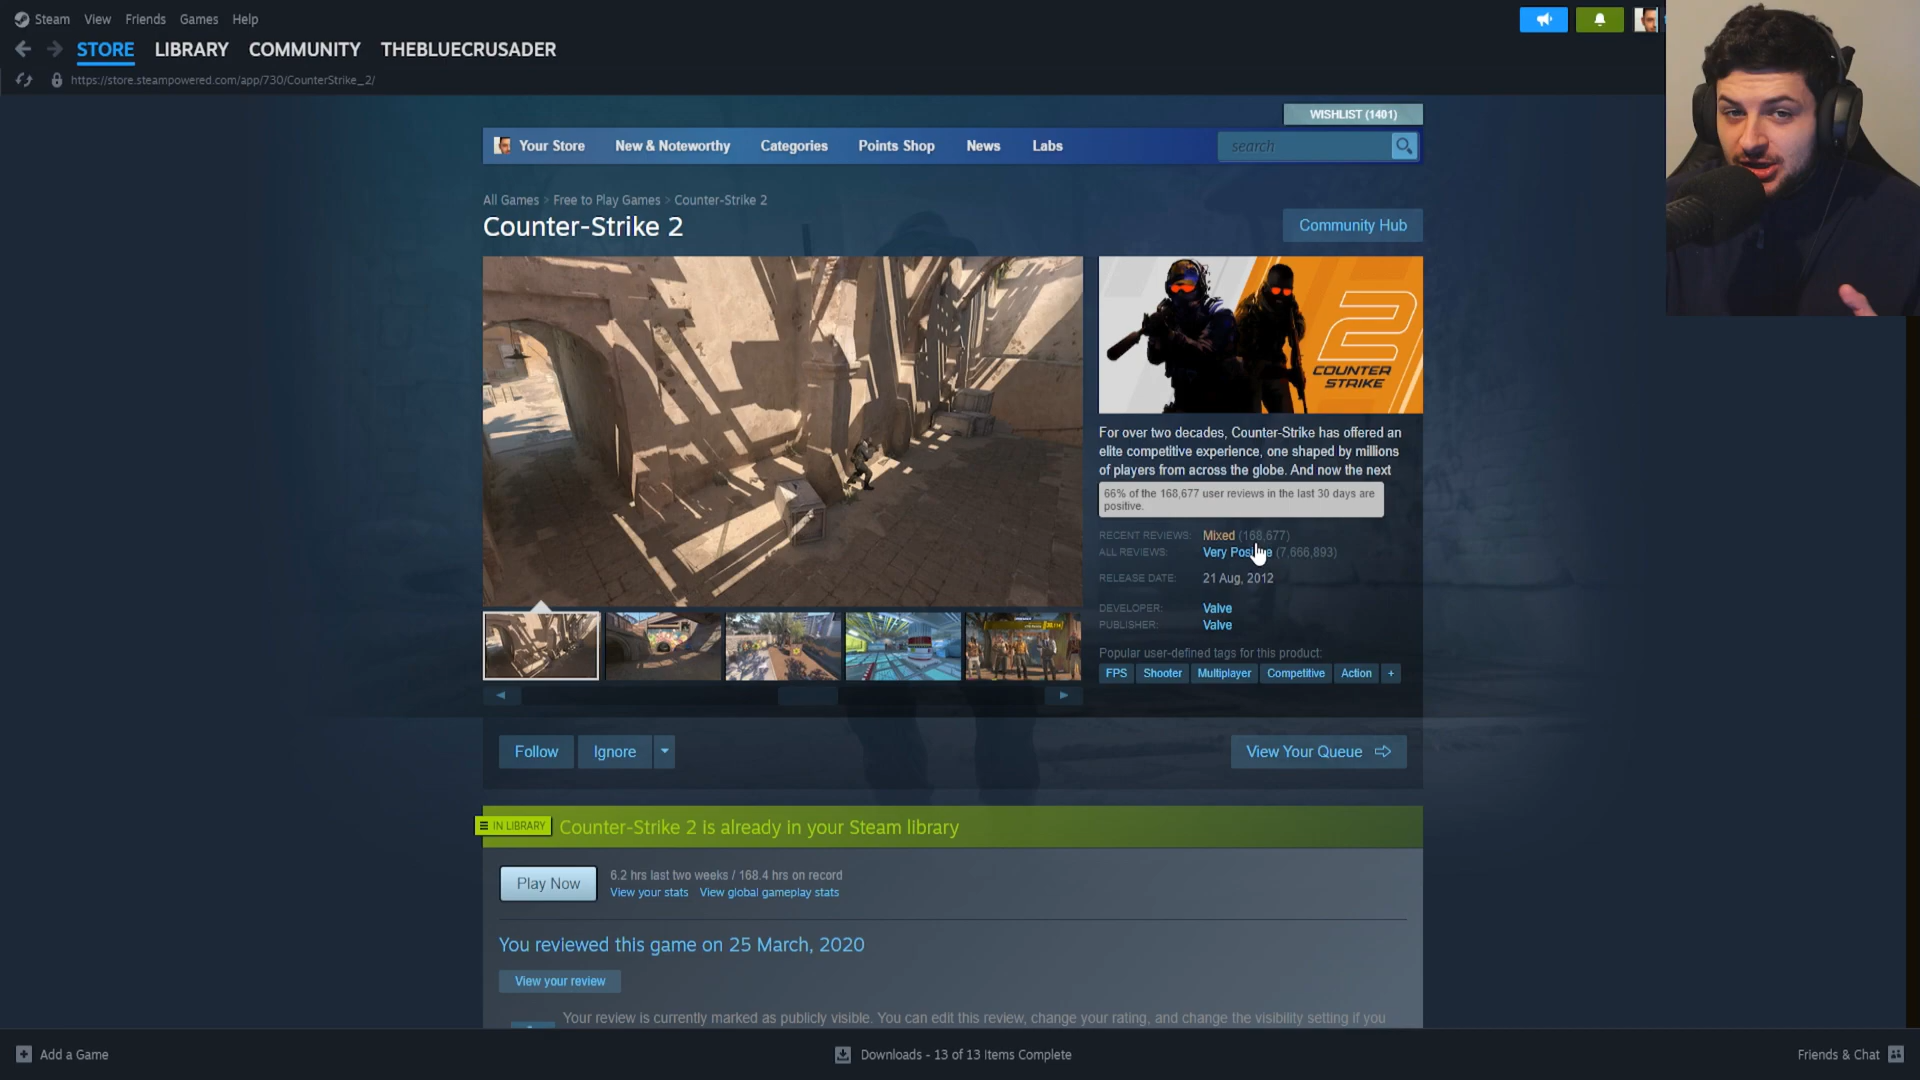 Steam View Friends Games Help
STORE LIBRARY COMMUNITY THEBLUECRUSADER
https://store.steampowered.com/app/730/CounterStrike_2/
WISHLIST (1401)
Your Store New & Noteworthy Categories Points Shop News Labs search
All Games > Free to Play Games > Counter-Strike 2
Counter-Strike 2
Community Hub
2
COUNTER
STRIKE
For over two decades, Counter-Strike has offered an
elite competitive experience, one shaped by millions
of players from across the globe. And now the next
66% of the 168,677 user reviews in the last 30 days are
positive.
RECENT REVIEWS: Mixed (168,677)
ALL REVIEWS: Very Positive (7,666,893)
RELEASE DATE: 21 Aug, 2012
DEVELOPER: Valve
PUBLISHER: Valve
Popular user-defined tags for this product:
FPS Shooter Multiplayer Competitive Action +
Follow Ignore View Your Queue
IN LIBRARY Counter-Strike 2 is already in your Steam library
Play Now
6.2 hrs last two weeks / 168.4 hrs on record
View your stats View global gameplay stats
You reviewed this game on 25 March, 2020
View your review
Your review is currently marked as publicly visible. You can edit this review, change your rating, and change the visibility setting if you
Add a Game Downloads - 13 of 13 Items Complete Friends & Chat